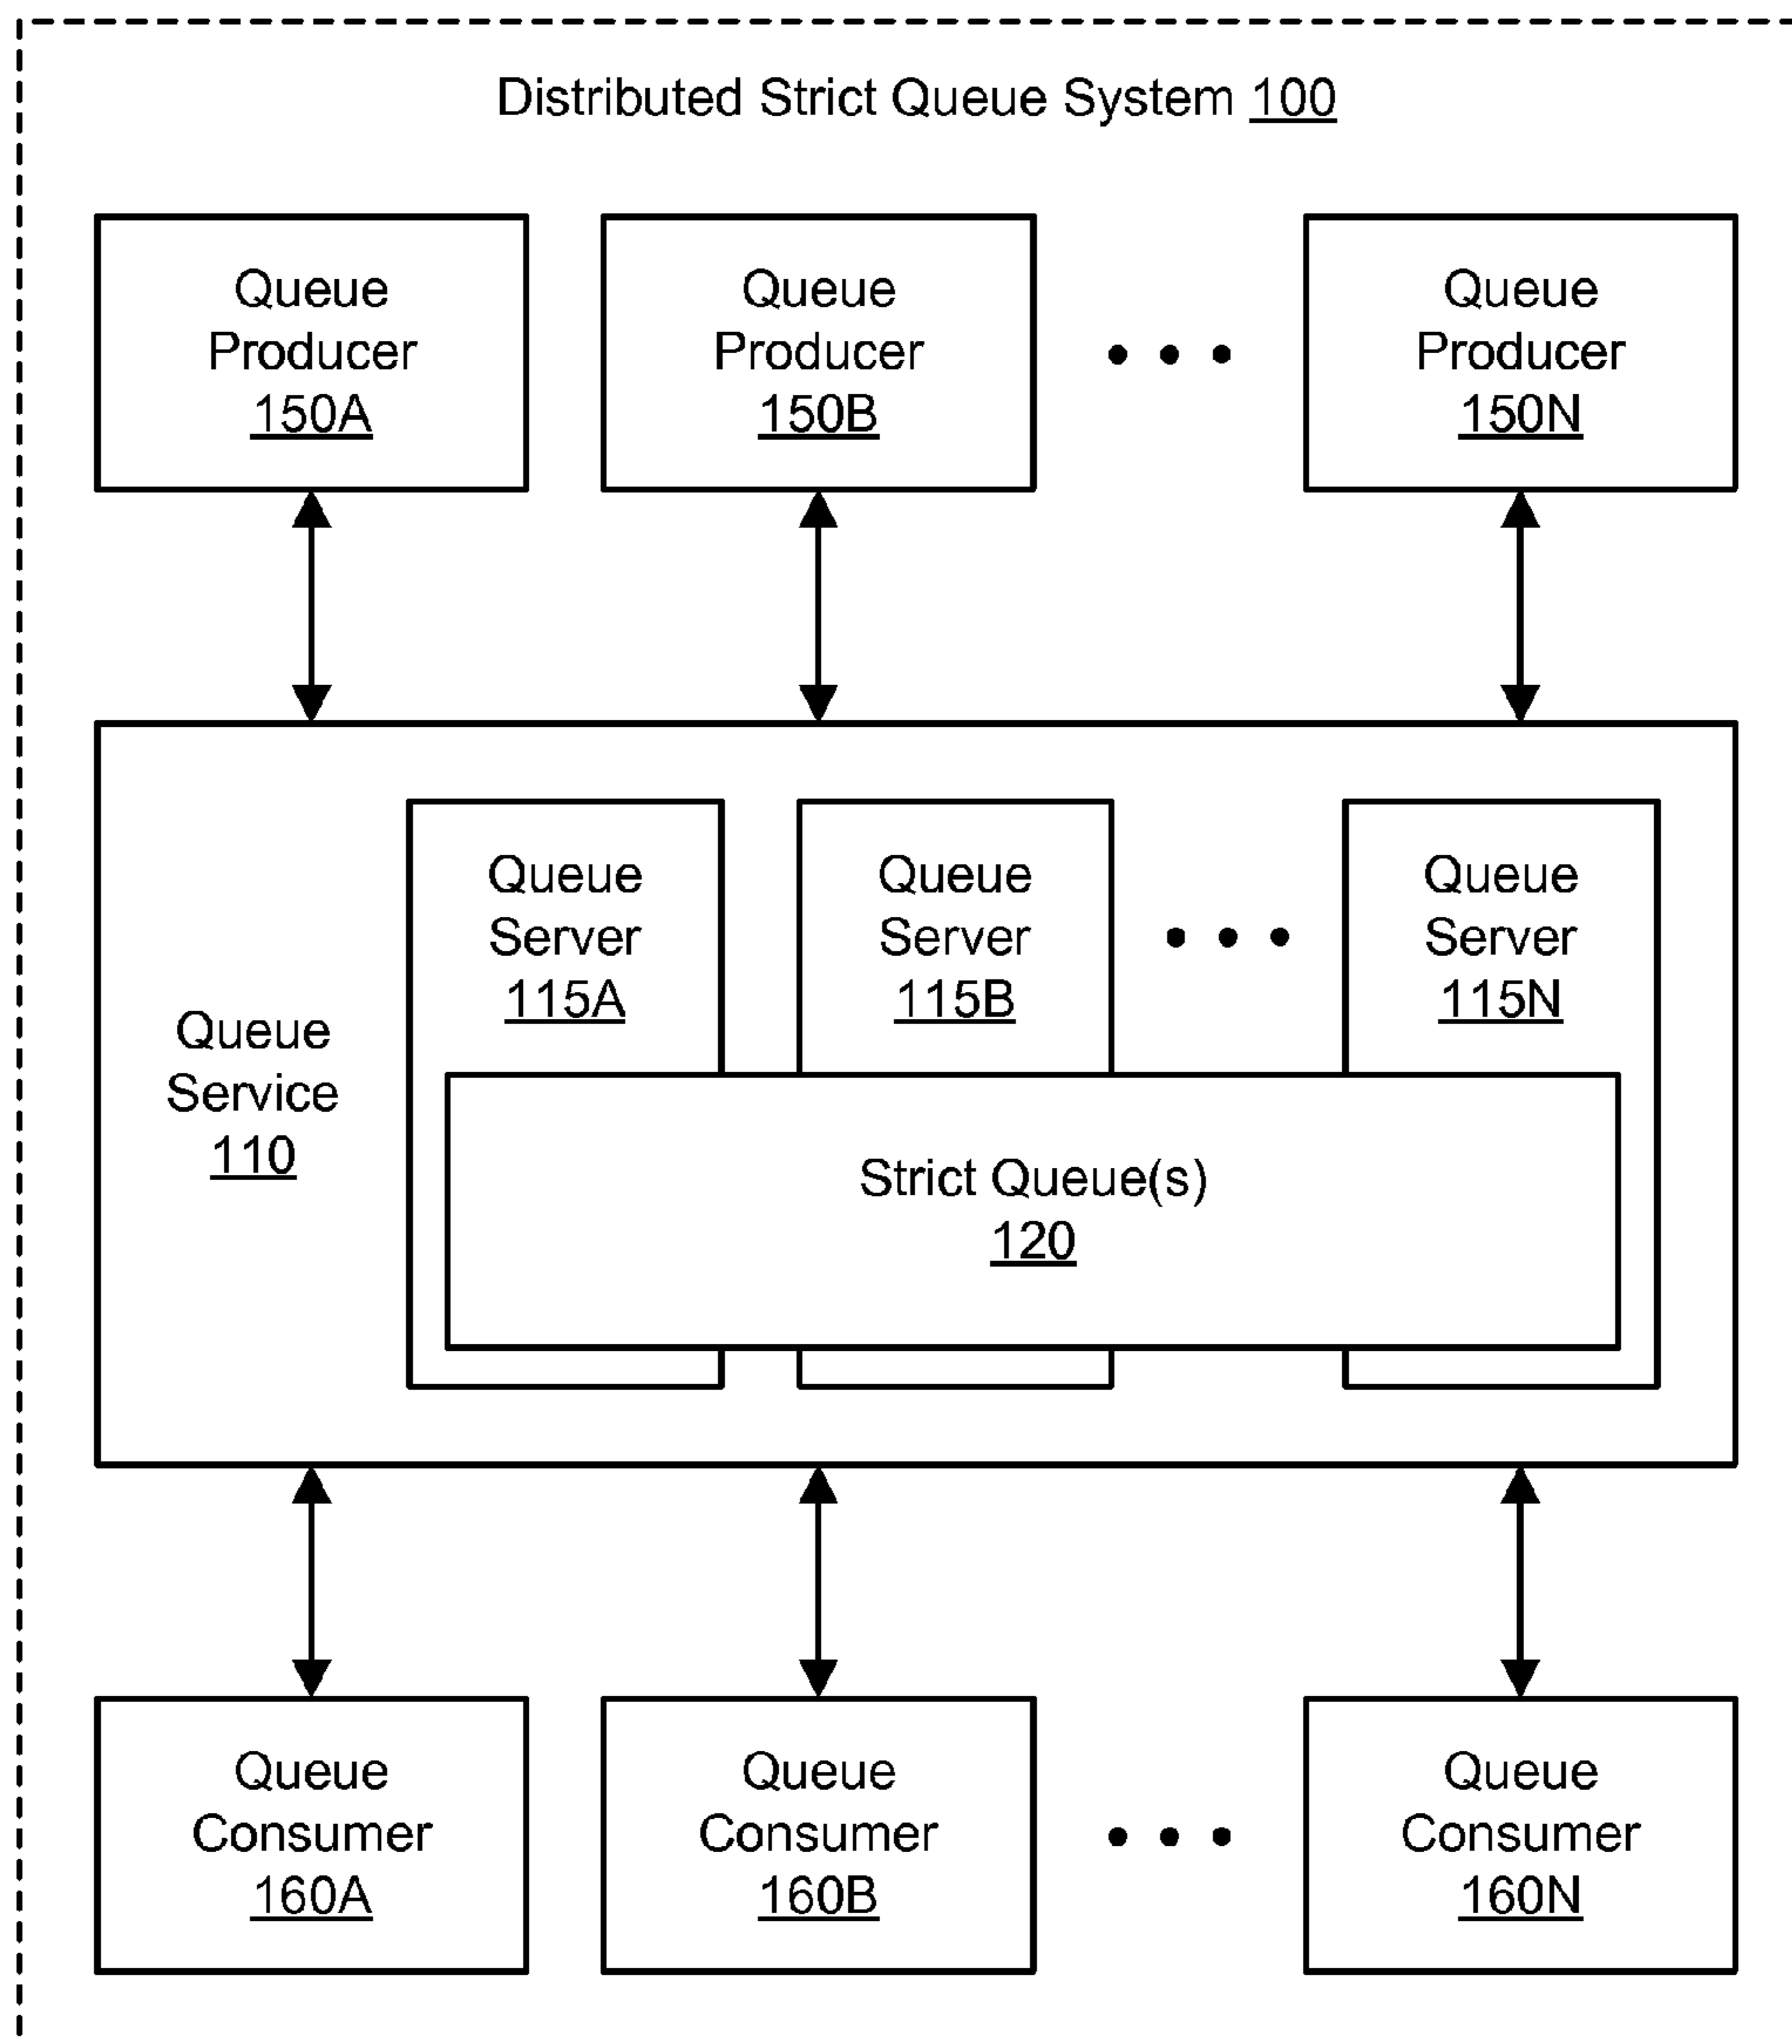 Distributed Strict Queue System 100
Queue
Producer
150A
Queue
Producer
150B
Queue
Producer
150N
Queue
Service
110
Queue
Server
115A
Queue
Server
115B
Queue
Server
115N
Strict Queue(s)
120
Queue
Consumer
160A
Queue
Consumer
160B
Queue
Consumer
160N